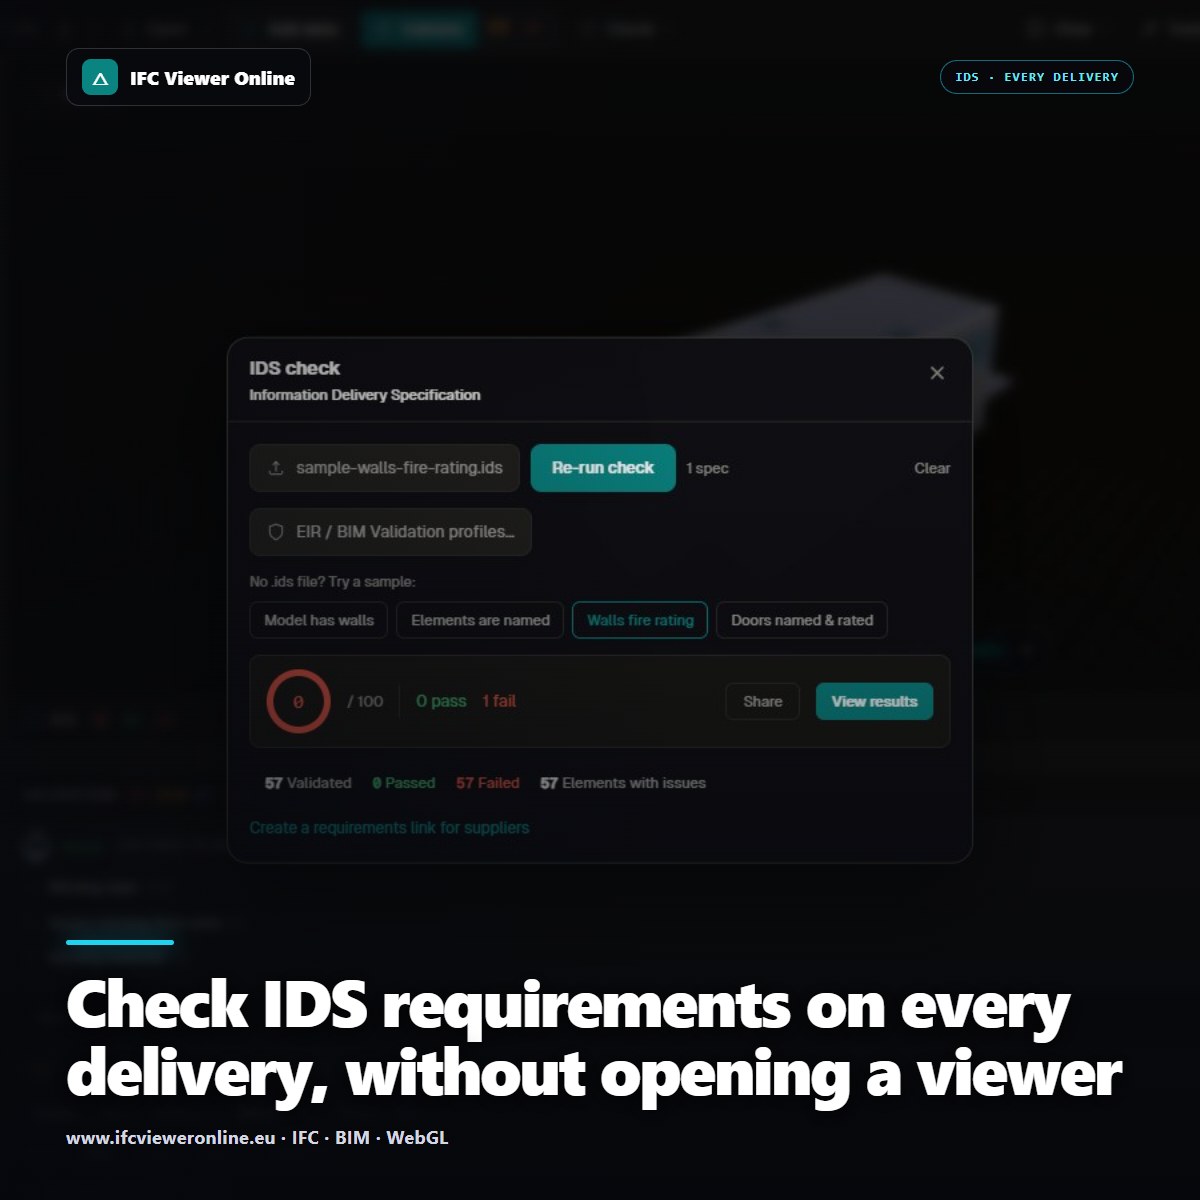 IFC Viewer Online
IDS · EVERY DELIVERY
IDS check
Information Delivery Specification
sample-walls-fire-rating.ids
Re-run check
1 spec
Clear
EIR / BIM Validation profiles...
No .ids file? Try a sample:
Model has walls
Elements are named
Walls fire rating
Doors named & rated
0
/ 100
0 pass
1 fail
Share
View results
57 Validated
0 Passed
57 Failed
57 Elements with issues
Create a requirements link for suppliers
Check IDS requirements on every
delivery, without opening a viewer
www.ifcvieweronline.eu · IFC · BIM · WebGL